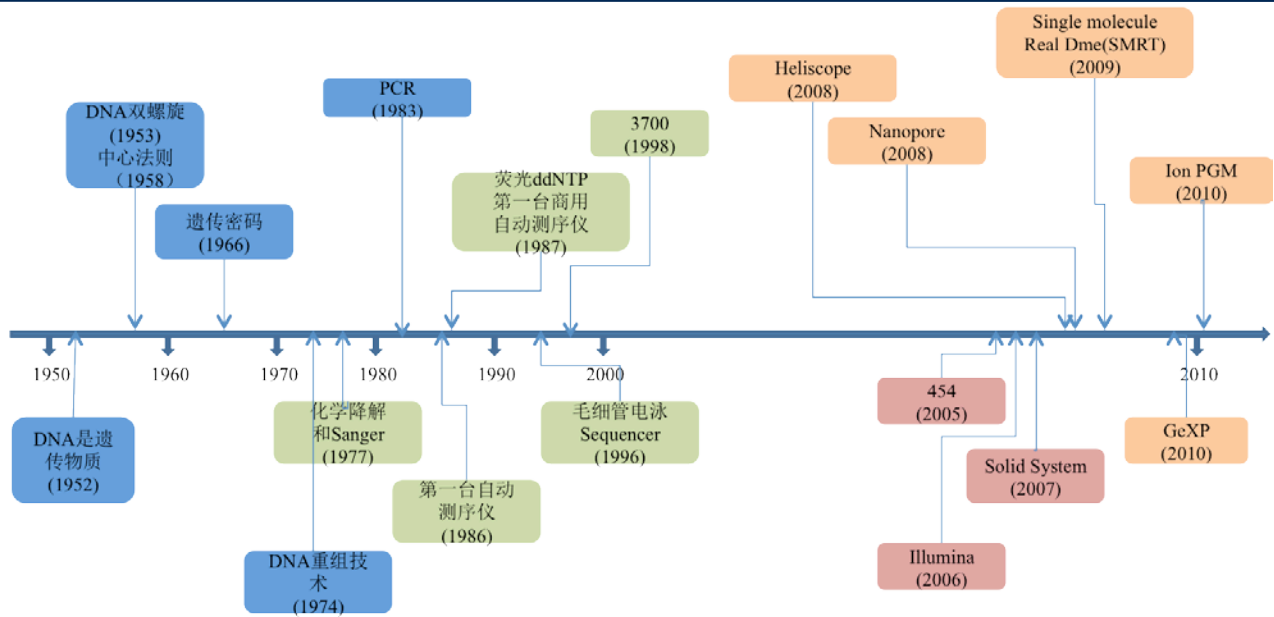 DNA双螺旋
(1953)
中心法则
（1958）
遗传密码
(1966)
PCR
(1983)
荧光ddNTP
第一台商用
自动测序仪
(1987)
3700
(1998)
Heliscope
(2008)
Nanopore
(2008)
Single molecule
Real Dme(SMRT)
(2009)
Ion PGM
(2010)
1950
1960
1970
1980
1990
2000
2010
DNA是遗
传物质
(1952)
DNA重组技
术
(1974)
化学降解
和Sanger
(1977)
第一台自动
测序仪
(1986)
毛细管电泳
Sequencer
(1996)
454
(2005)
Illumina
(2006)
Solid System
(2007)
GeXP
(2010)